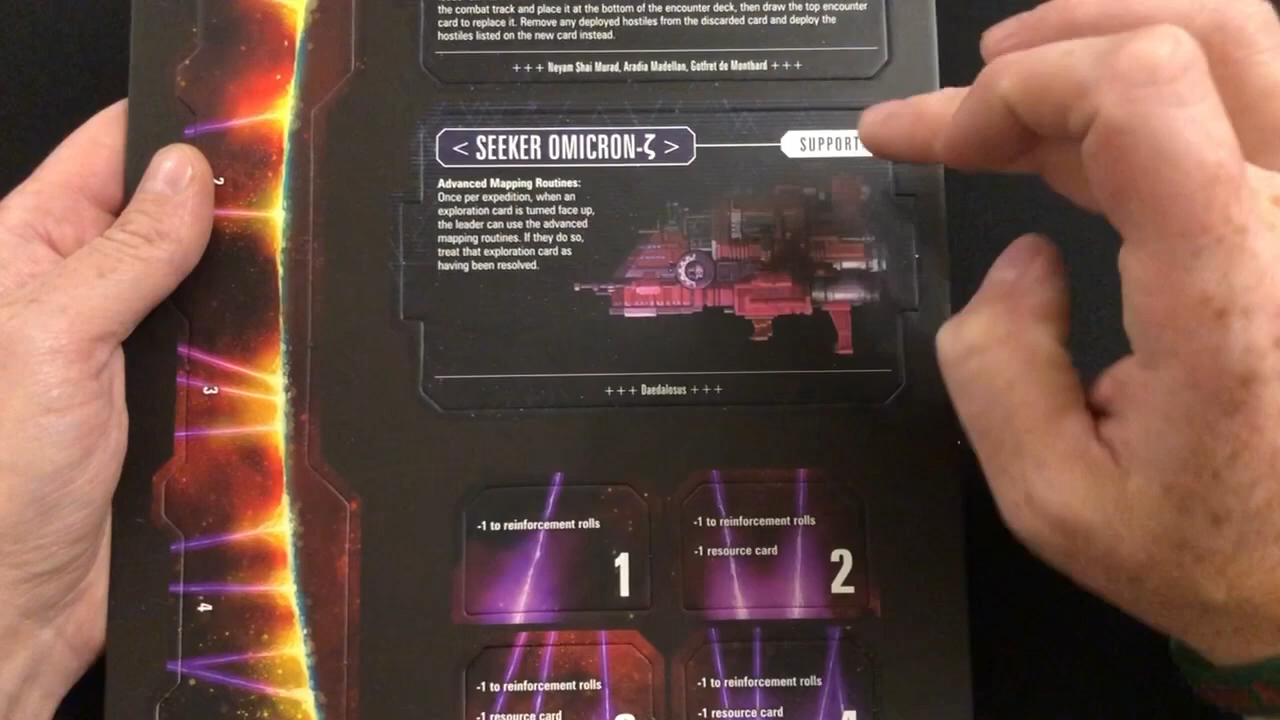 the combat track and place it at the bottom of the encounter deck, then draw the top encounter
card to replace it. Remove any deployed hostiles from the discarded card and deploy the
hostiles listed on the new card instead.
+++ Neyam Shai Murad, Aradia Madellan, Gotfret de Montbard +++
< SEEKER OMICRON-ζ >
SUPPORT
Advanced Mapping Routines:
Once per expedition, when an
exploration card is turned face up,
the leader can use the advanced
mapping routines. If they do so,
treat that exploration card as
having been resolved.
+++ Daedalosus +++
2
3
4
-1 to reinforcement rolls
1
-1 to reinforcement rolls
-1 resource card
2
-1 to reinforcement rolls
-1 resource card
-1 to reinforcement rolls
-1 resource card